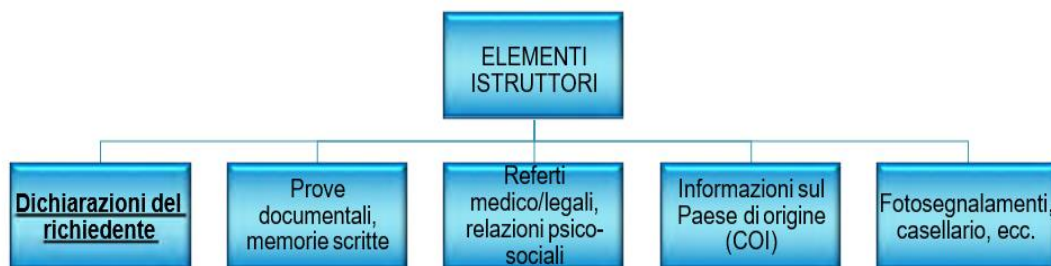 ELEMENTI
ISTRUTTORI
Dichiarazioni del
richiedente
Prove
documentali,
memorie scritte
Referti
medico/legali,
relazioni psico-
sociali
Informazioni sul
Paese di origine
(COI)
Fotosegnalamenti,
casellario, ecc.